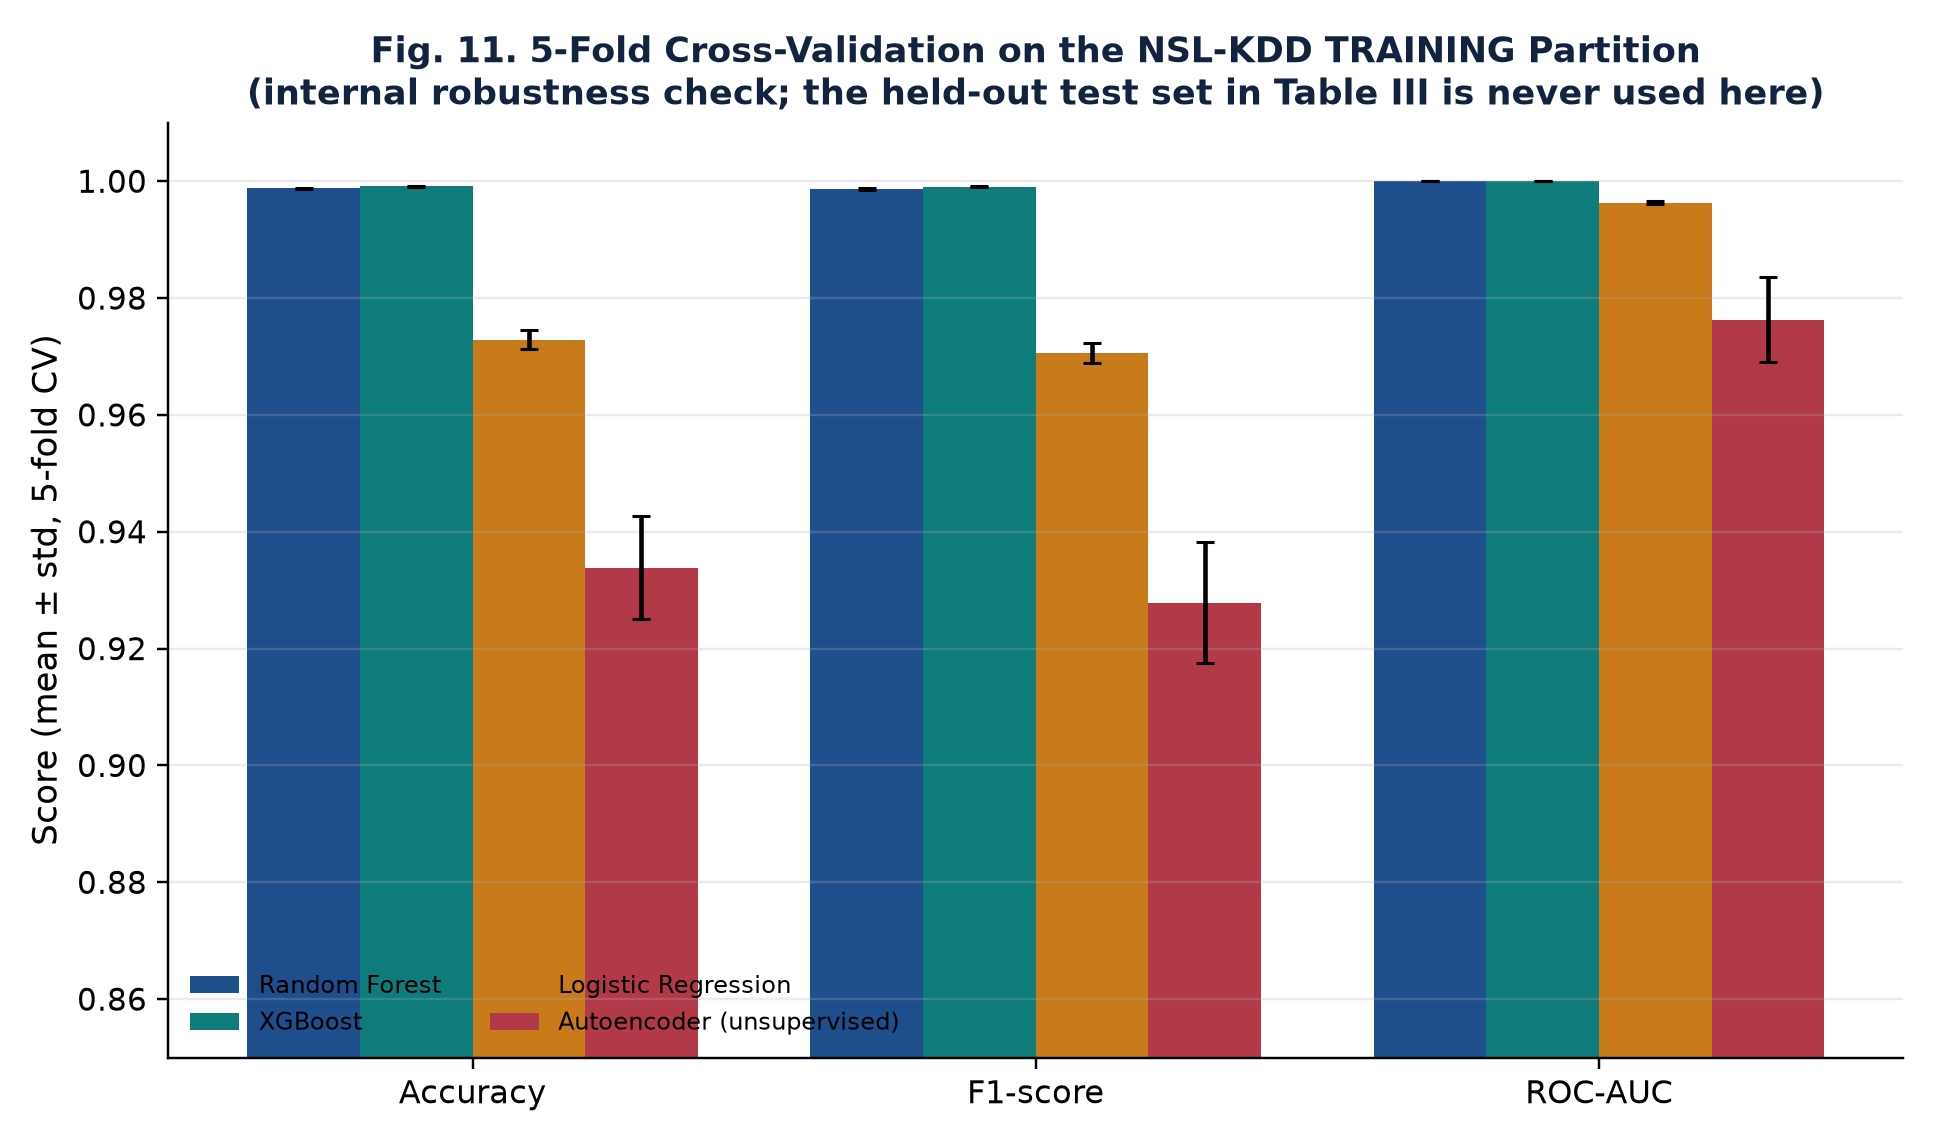 Fig. 11. 5-Fold Cross-Validation on the NSL-KDD TRAINING Partition
(internal robustness check; the held-out test set in Table III is never used here)
Score (mean ± std, 5-fold CV)
1.00
0.98
0.96
0.94
0.92
0.90
0.88
0.86
Random Forest
XGBoost
Logistic Regression
Autoencoder (unsupervised)
Accuracy
F1-score
ROC-AUC